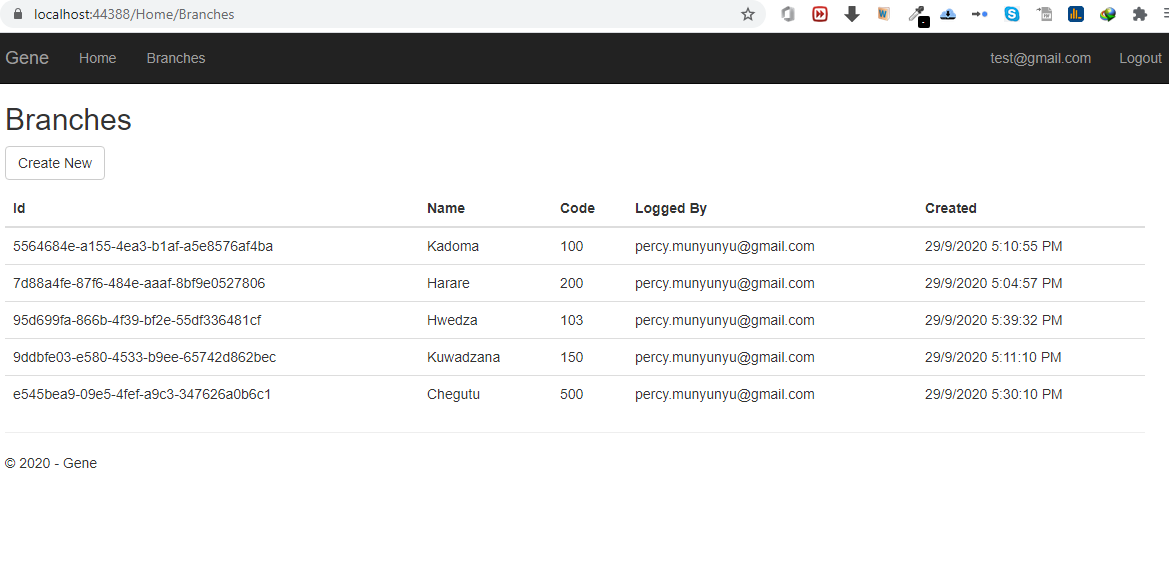 localhost:44388/Home/Branches
Gene Home Branches test@gmail.com Logout
Branches
Create New
Id Name Code Logged By Created
5564684e-a155-4ea3-b1af-a5e8576af4ba Kadoma 100 percy.munyunyu@gmail.com 29/9/2020 5:10:55 PM
7d88a4fe-87f6-484e-aaaf-8bf9e0527806 Harare 200 percy.munyunyu@gmail.com 29/9/2020 5:04:57 PM
95d699fa-866b-4f39-bf2e-55df336481cf Hwedza 103 percy.munyunyu@gmail.com 29/9/2020 5:39:32 PM
9ddbfe03-e580-4533-b9ee-65742d862bec Kuwadzana 150 percy.munyunyu@gmail.com 29/9/2020 5:11:10 PM
e545bea9-09e5-4fef-a9c3-347626a0b6c1 Chegutu 500 percy.munyunyu@gmail.com 29/9/2020 5:30:10 PM
© 2020 - Gene